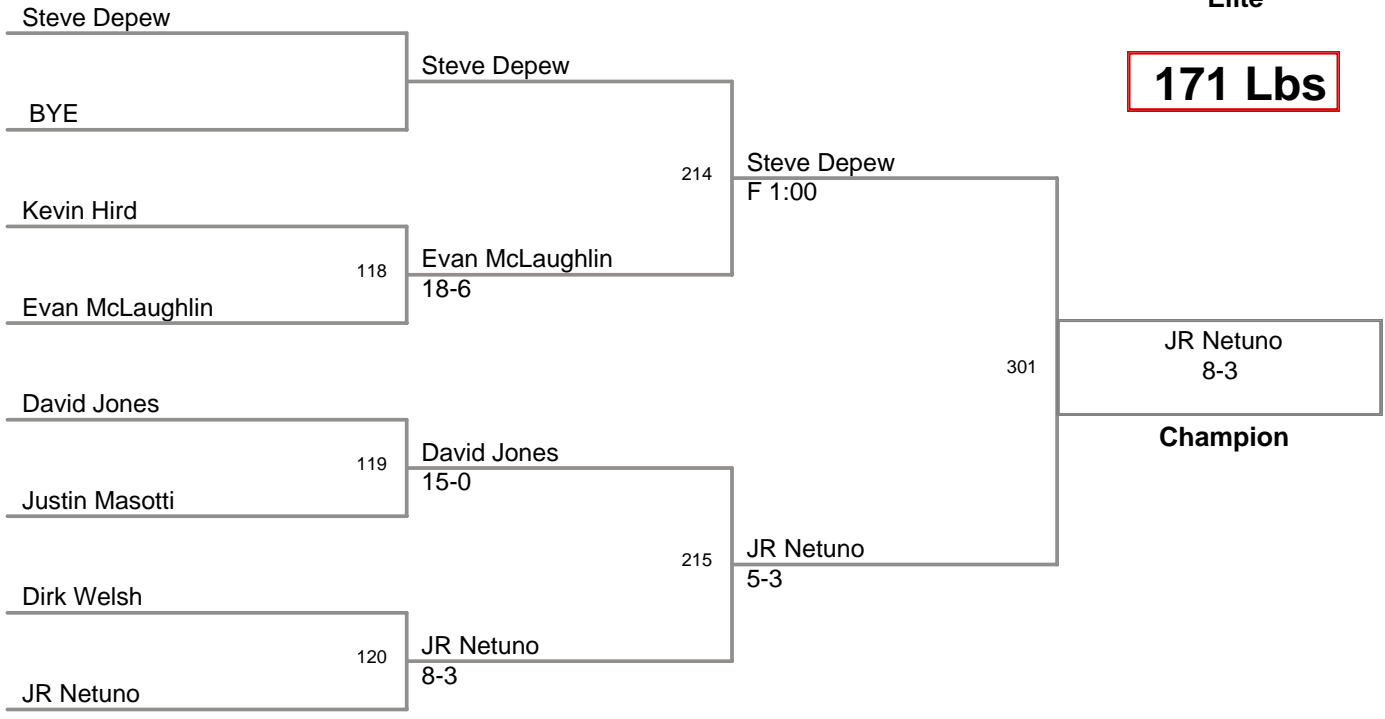 Elite
171 Lbs
Steve Depew
BYE
Kevin Hird
Evan McLaughlin
David Jones
Justin Masotti
Dirk Welsh
JR Netuno
118
119
120
Steve Depew
Evan McLaughlin
18-6
David Jones
15-0
JR Netuno
8-3
214
215
Steve Depew
F 1:00
JR Netuno
5-3
301
JR Netuno
8-3
Champion